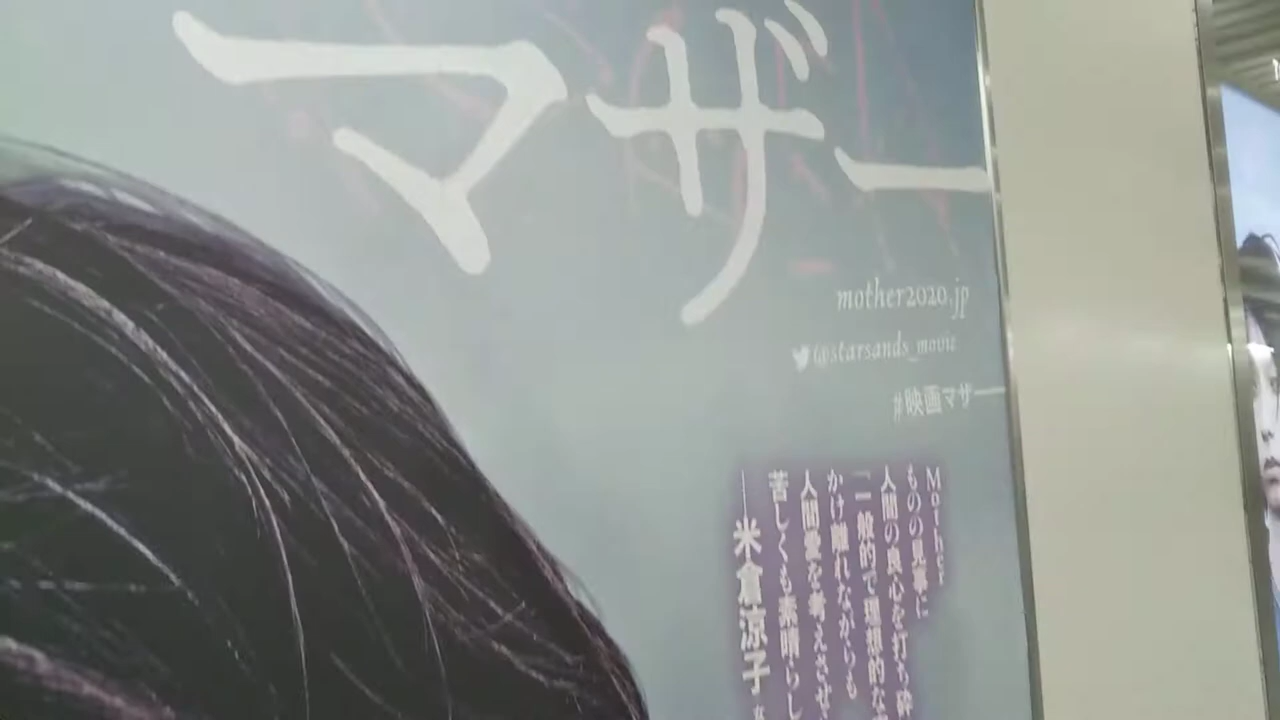 マザー
mother2020.jp
@starsands_movie
#映画マザー
Mother
ものの見事に
人間の良心を打ち砕
「一般的で理想的な
かけ離れながらも
人間愛を考えさせ
苦しくも素晴らし
──米倉涼子